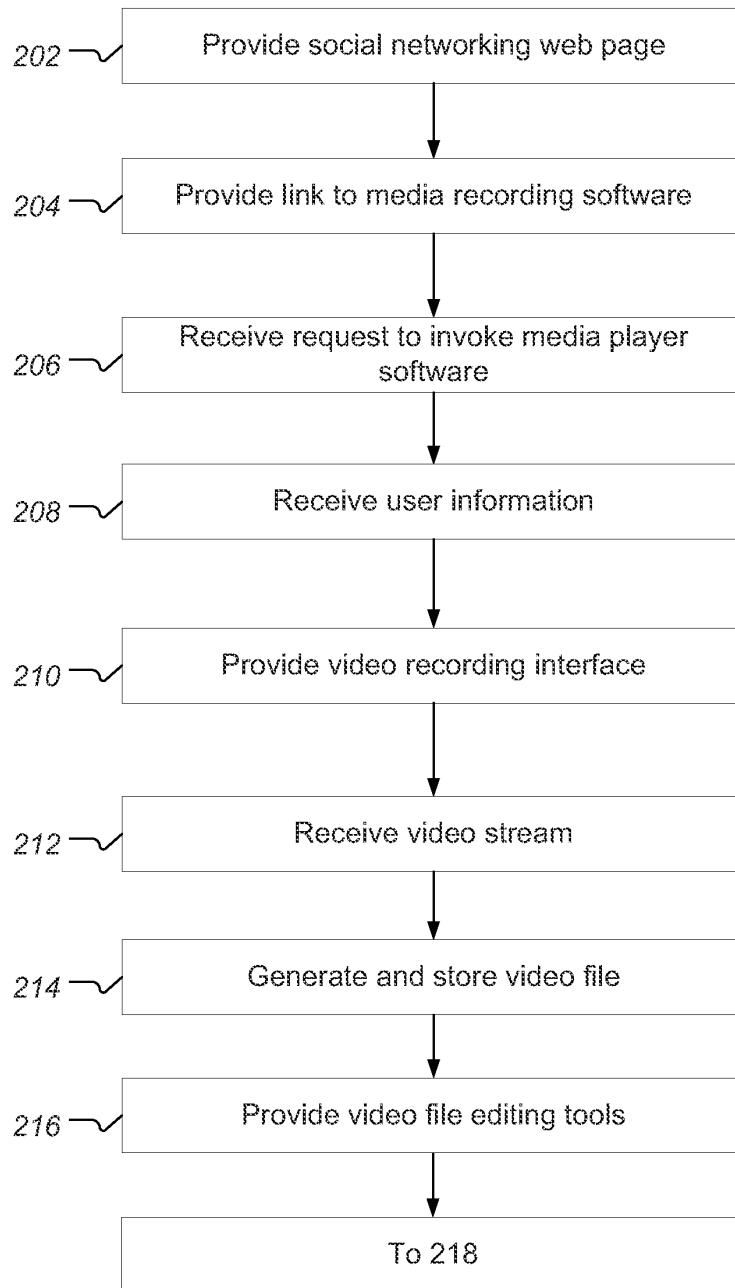 202
Provide social networking web page
204
Provide link to media recording software
206
Receive request to invoke media player
software
208
Receive user information
210
Provide video recording interface
212
Receive video stream
214
Generate and store video file
216
Provide video file editing tools
To 218